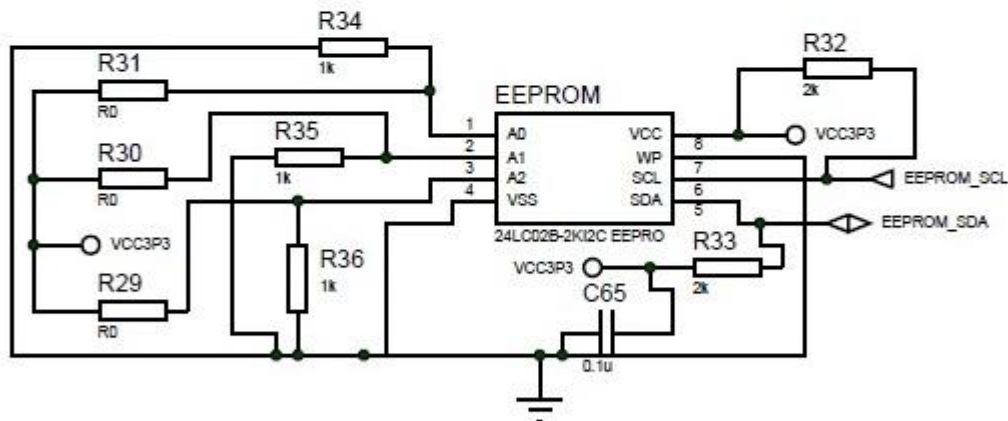 R34
1k
R32
2k
R31
R0
EEPROM
R35
1k
1 A0
2 A1
3 A2
4 VSS
VCC 8
WP 7
SCL 6
SDA 5
VCC3P3
R30
R0
EEPROM_SCL
EEPROM_SDA
24LC02B-2KI2C EEPRO
VCC3P3
R36
1k
VCC3P3
R33
2k
R29
R0
C65
0.1u